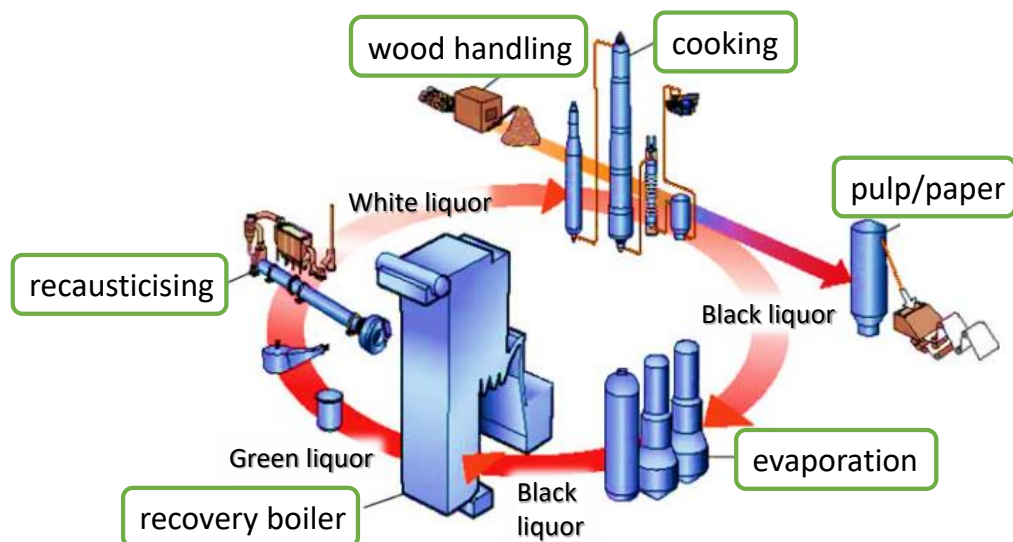 wood handling
cooking
pulp/paper
White liquor
recausticising
Black liquor
Green liquor
evaporation
Black
liquor
recovery boiler